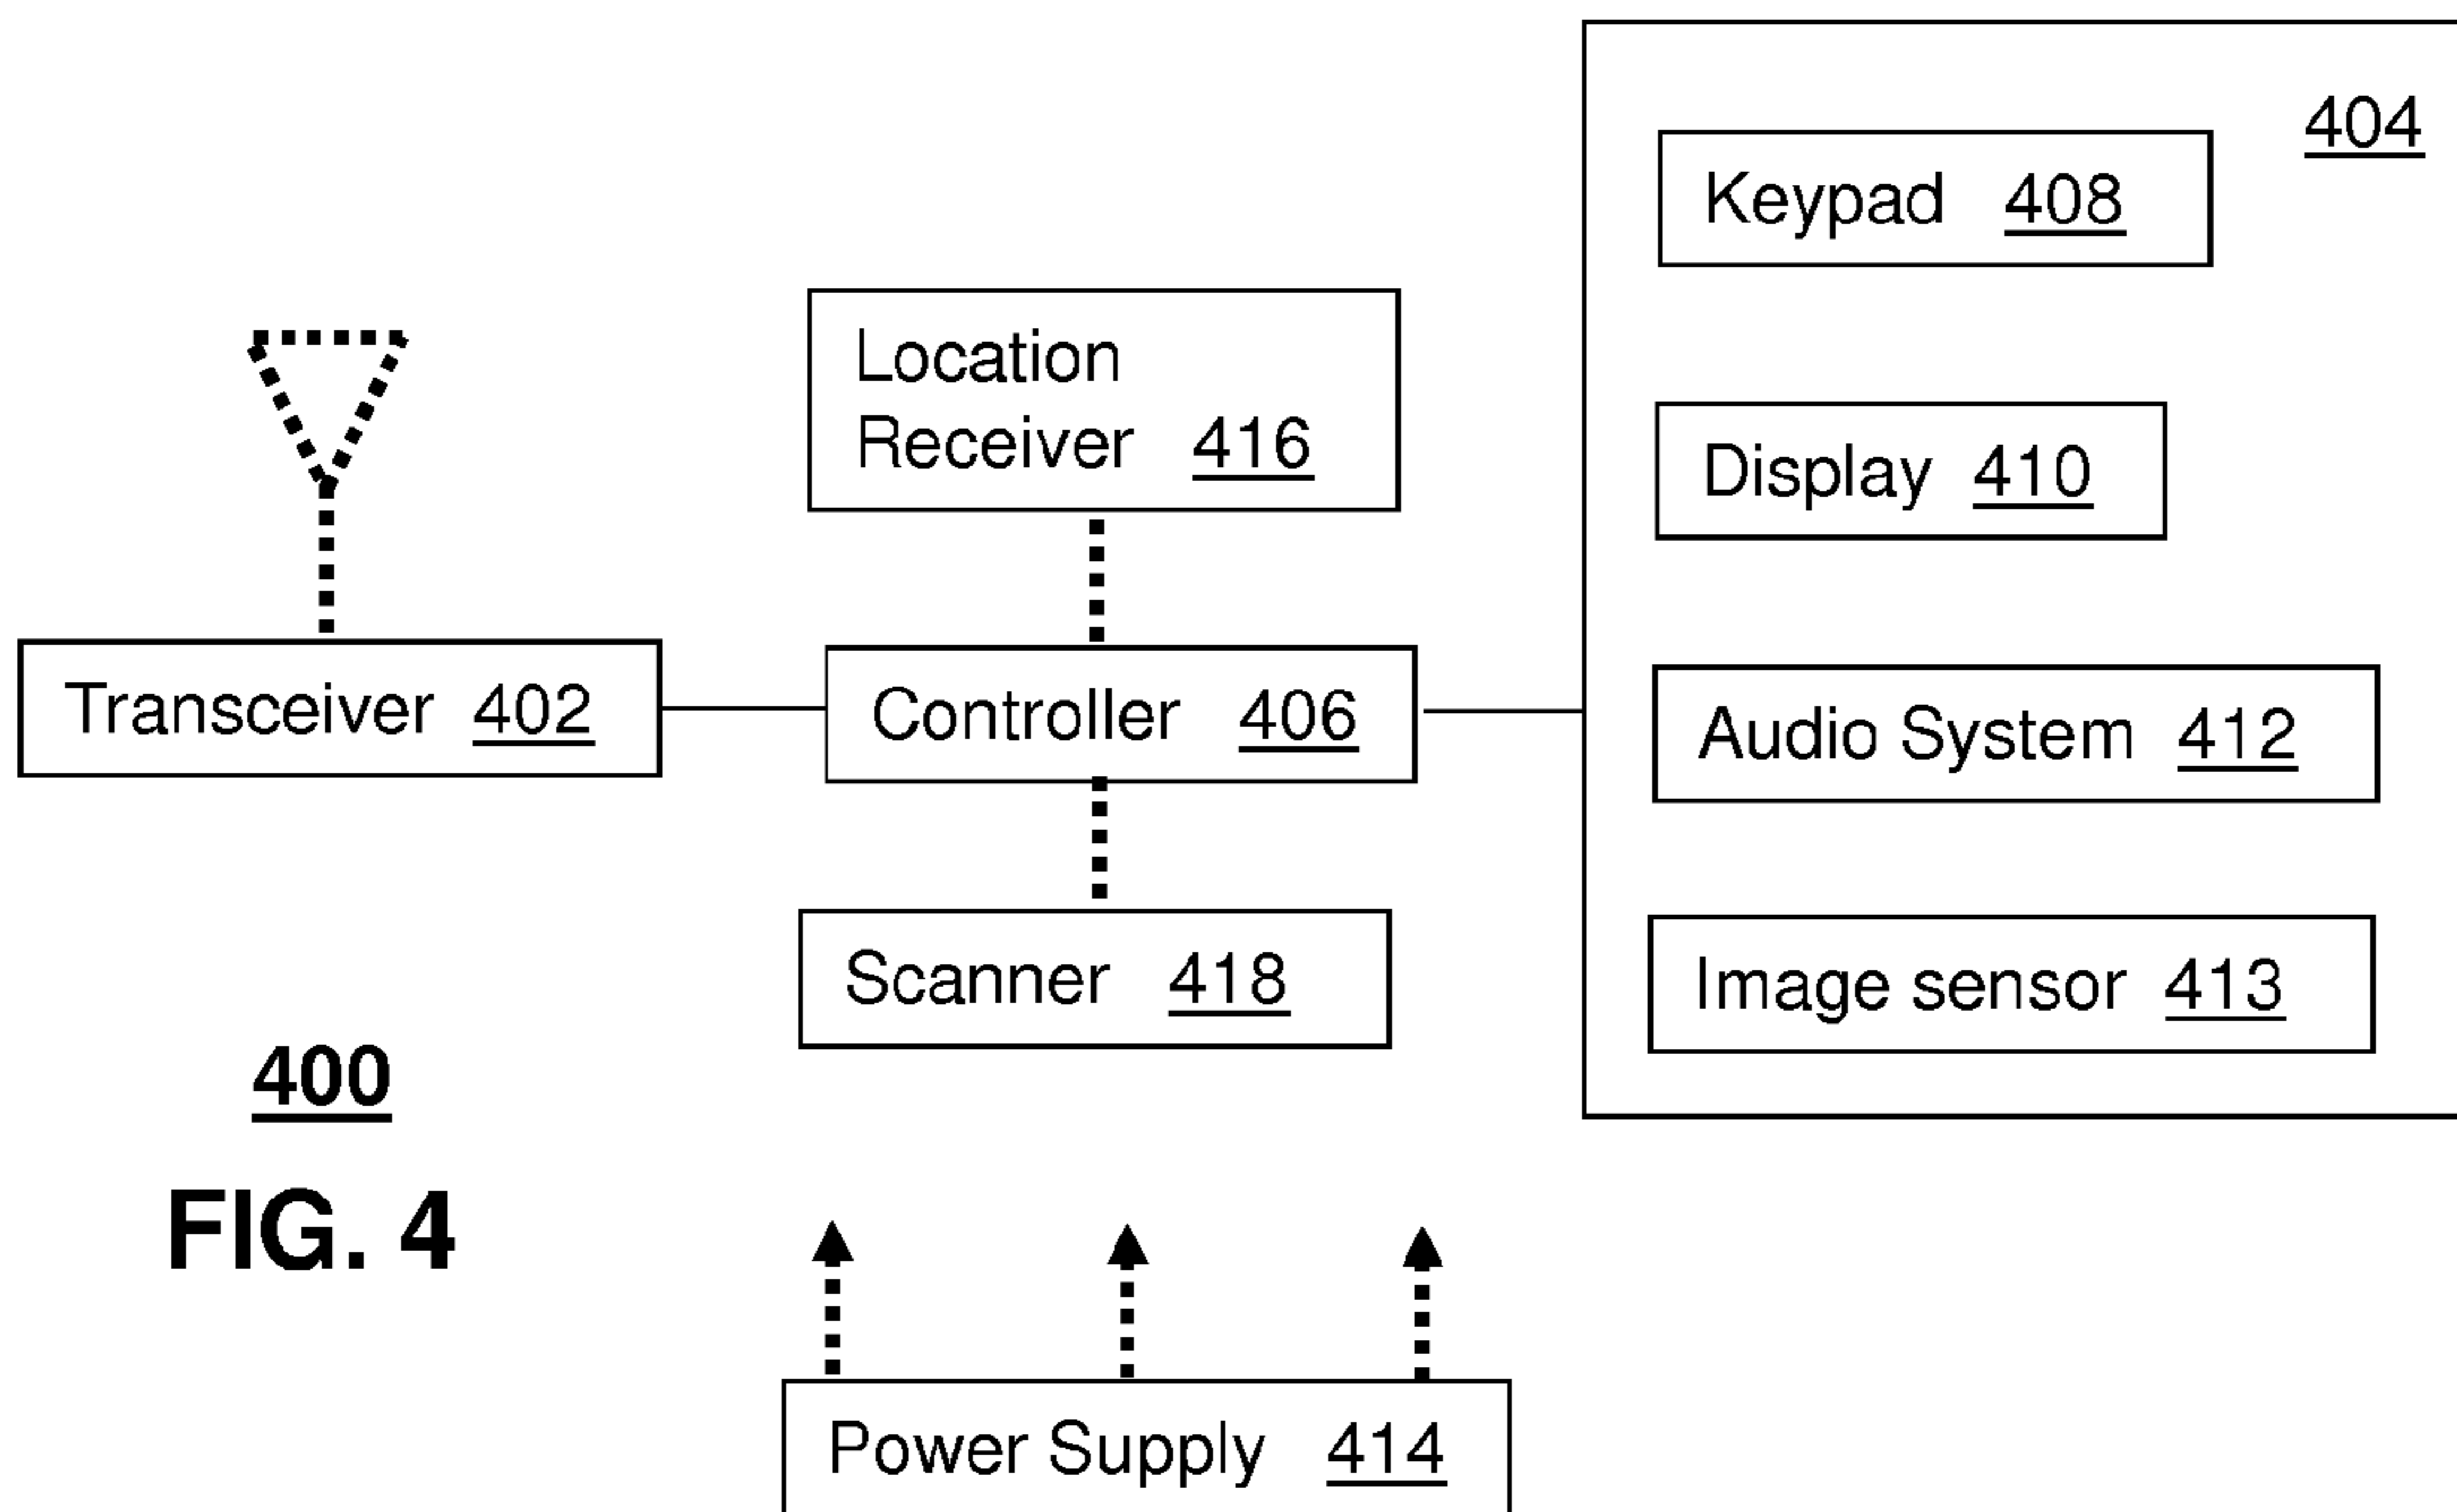 404
Keypad 408
Location
Receiver 416
Display 410
Transceiver 402
Controller 406
Audio System 412
Scanner 418
Image sensor 413
400
FIG. 4
Power Supply 414